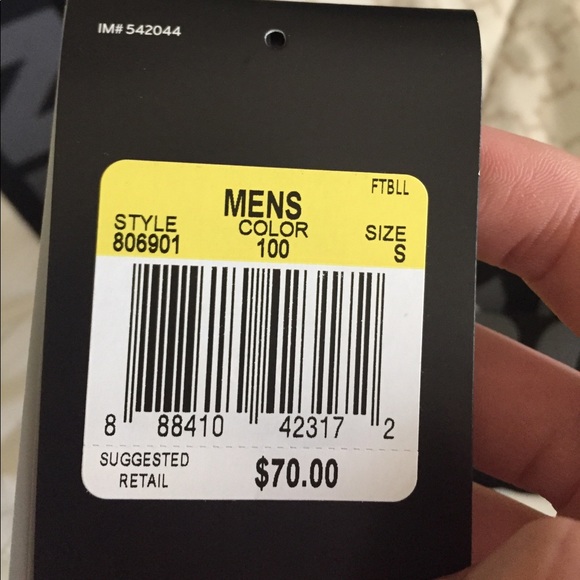 IM# 542044
FTBLL
MENS
STYLE COLOR SIZE
806901 100 S
8 88410 42317 2
SUGGESTED
RETAIL $70.00